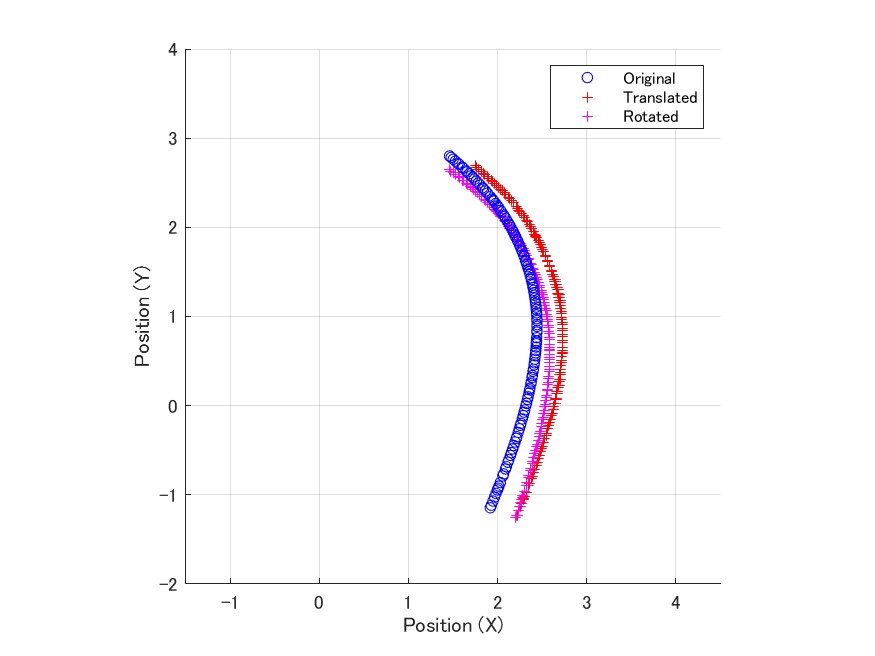 4
3
2
1
0
−1
−2
Position (Y)
Original
Translated
Rotated
−1
0
1
2
3
4
Position (X)